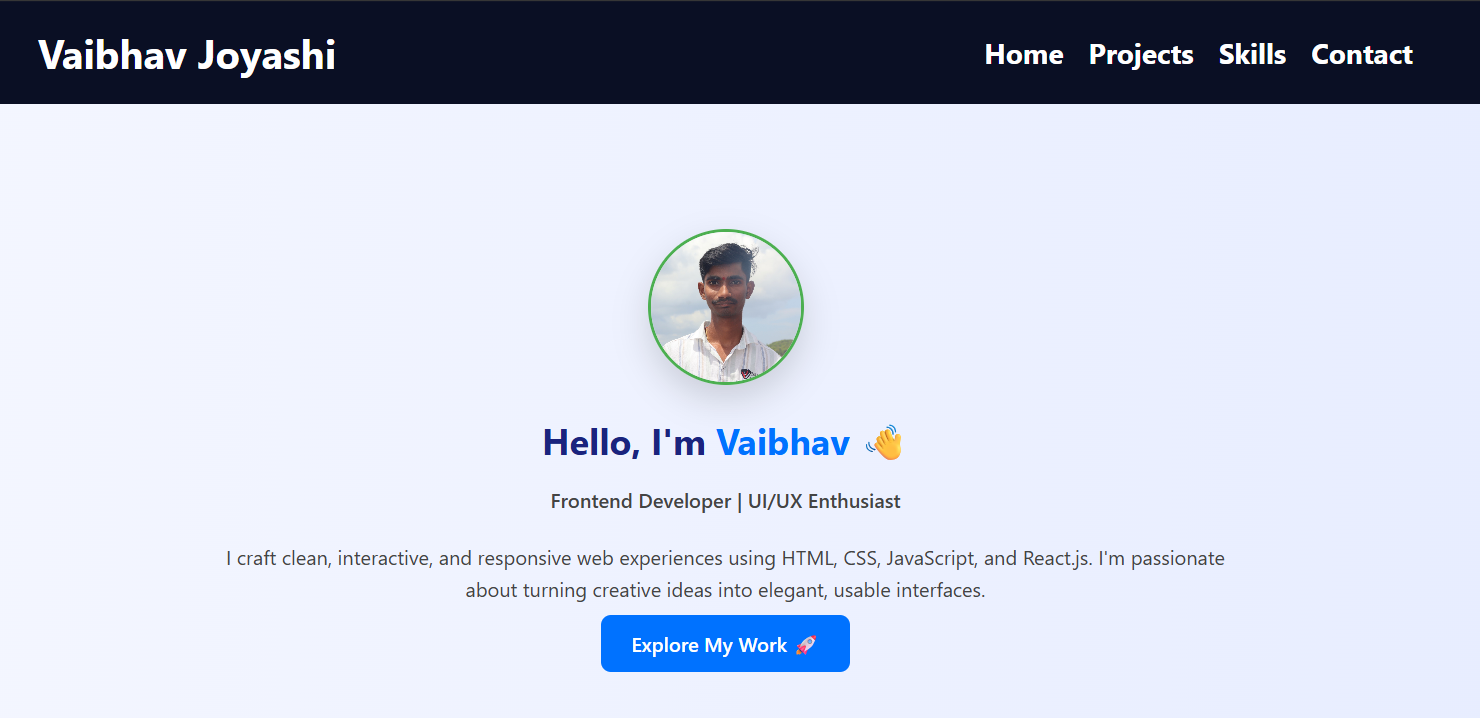 Vaibhav Joyashi
Home Projects Skills Contact
Hello, I'm Vaibhav 👋
Frontend Developer | UI/UX Enthusiast
I craft clean, interactive, and responsive web experiences using HTML, CSS, JavaScript, and React.js. I'm passionate
about turning creative ideas into elegant, usable interfaces.
Explore My Work 🚀